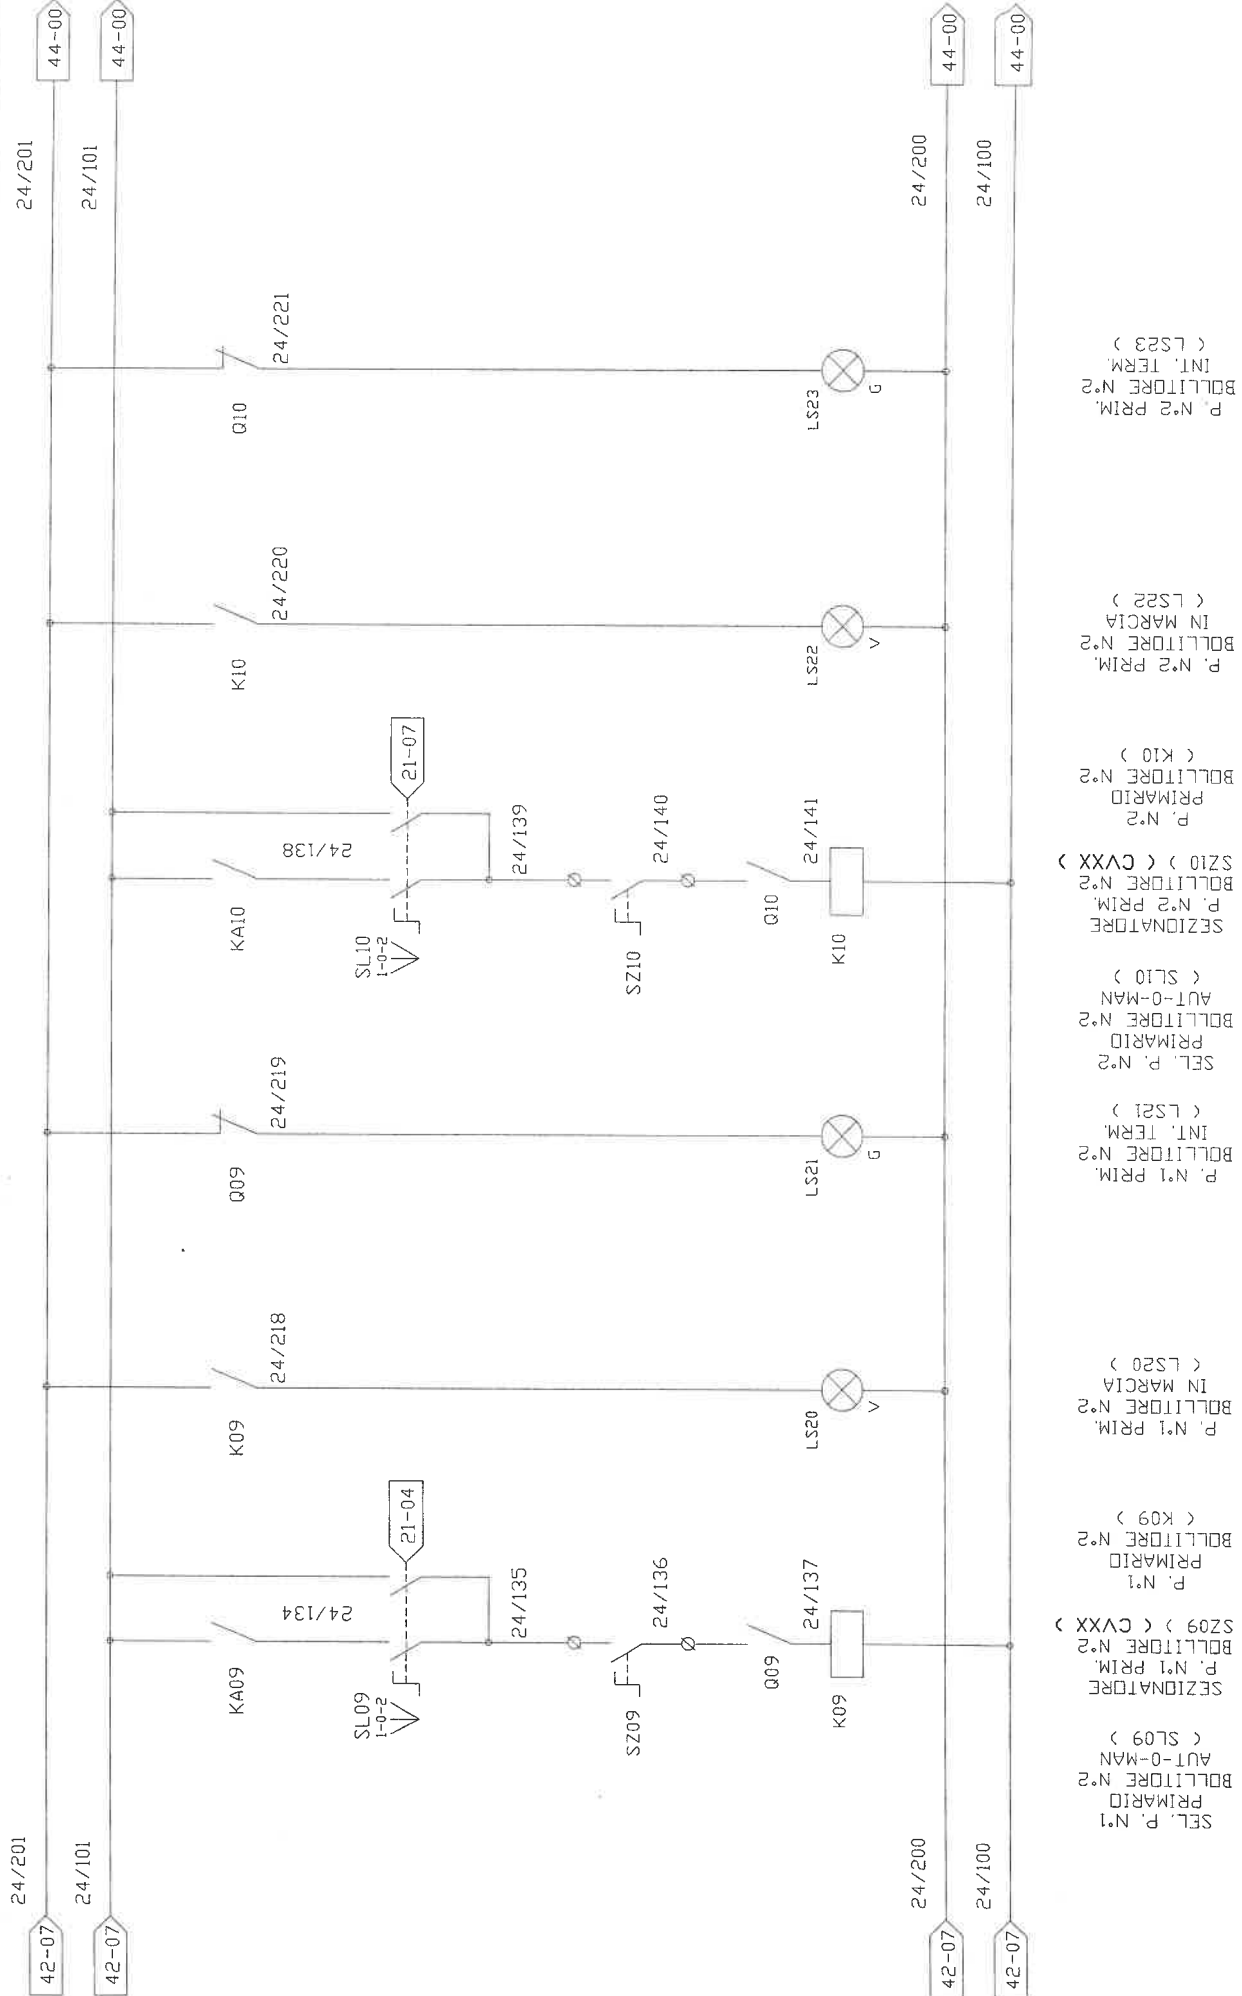 44-00
44-00
44-00
44-00
24/201
24/101
24/200
24/100
Q10
24/221
LS23
G
P. N°2 PRIM.
BOLLITORE N°2
INT. TERM.
( LS23 )
K10
24/220
LS22
V
P. N°2 PRIM.
BOLLITORE N°2
IN MARCIA
( LS22 )
21-07
KA10
24/138
SL10
1-0-2
24/139
SZ10
24/140
Q10
24/141
K10
P. N°2
PRIMARIO
BOLLITORE N°2
( K10 )
SEZIONATORE
P. N°2 PRIM.
BOLLITORE N°2
SZ10 ) ( CVXX )
SEL. P. N°2
PRIMARIO
BOLLITORE N°2
AUT-0-MAN
( SL10 )
Q09
24/219
LS21
G
P. N°1 PRIM.
BOLLITORE N°2
INT. TERM.
( LS21 )
K09
24/218
LS20
V
P. N°1 PRIM.
BOLLITORE N°2
IN MARCIA
( LS20 )
21-04
KA09
24/134
SL09
1-0-2
24/135
SZ09
24/136
Q09
24/137
K09
P. N°1
PRIMARIO
BOLLITORE N°2
( K09 )
SEZIONATORE
P. N°1 PRIM.
BOLLITORE N°2
SZ09 ) ( CVXX )
SEL. P. N°1
PRIMARIO
BOLLITORE N°2
AUT-0-MAN
( SL09 )
24/201
24/101
24/200
24/100
42-07
42-07
42-07
42-07